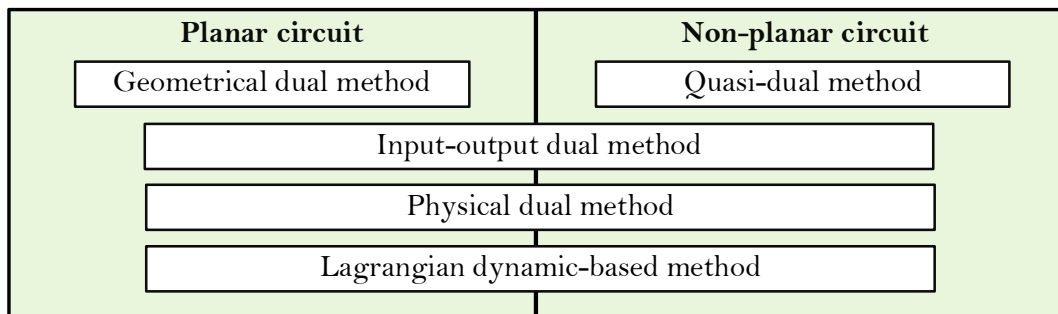 Planar circuit
Non-planar circuit
Geometrical dual method
Quasi-dual method
Input-output dual method
Physical dual method
Lagrangian dynamic-based method